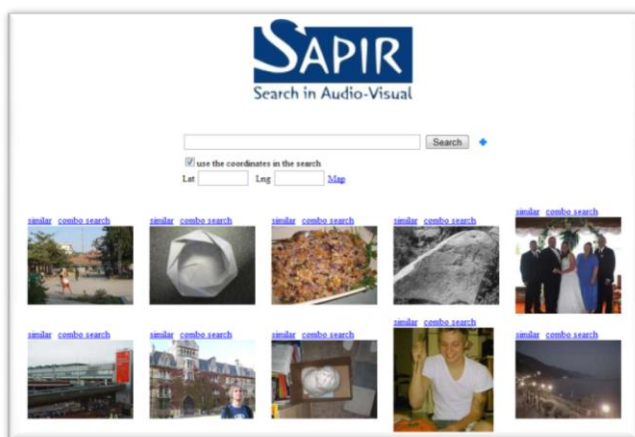 SAPIR
Search in Audio-Visual
Search
use the coordinates in the search
Lat Lng Map
similar combo search similar combo search similar combo search similar combo search similar combo search
similar combo search similar combo search similar combo search similar combo search similar combo search